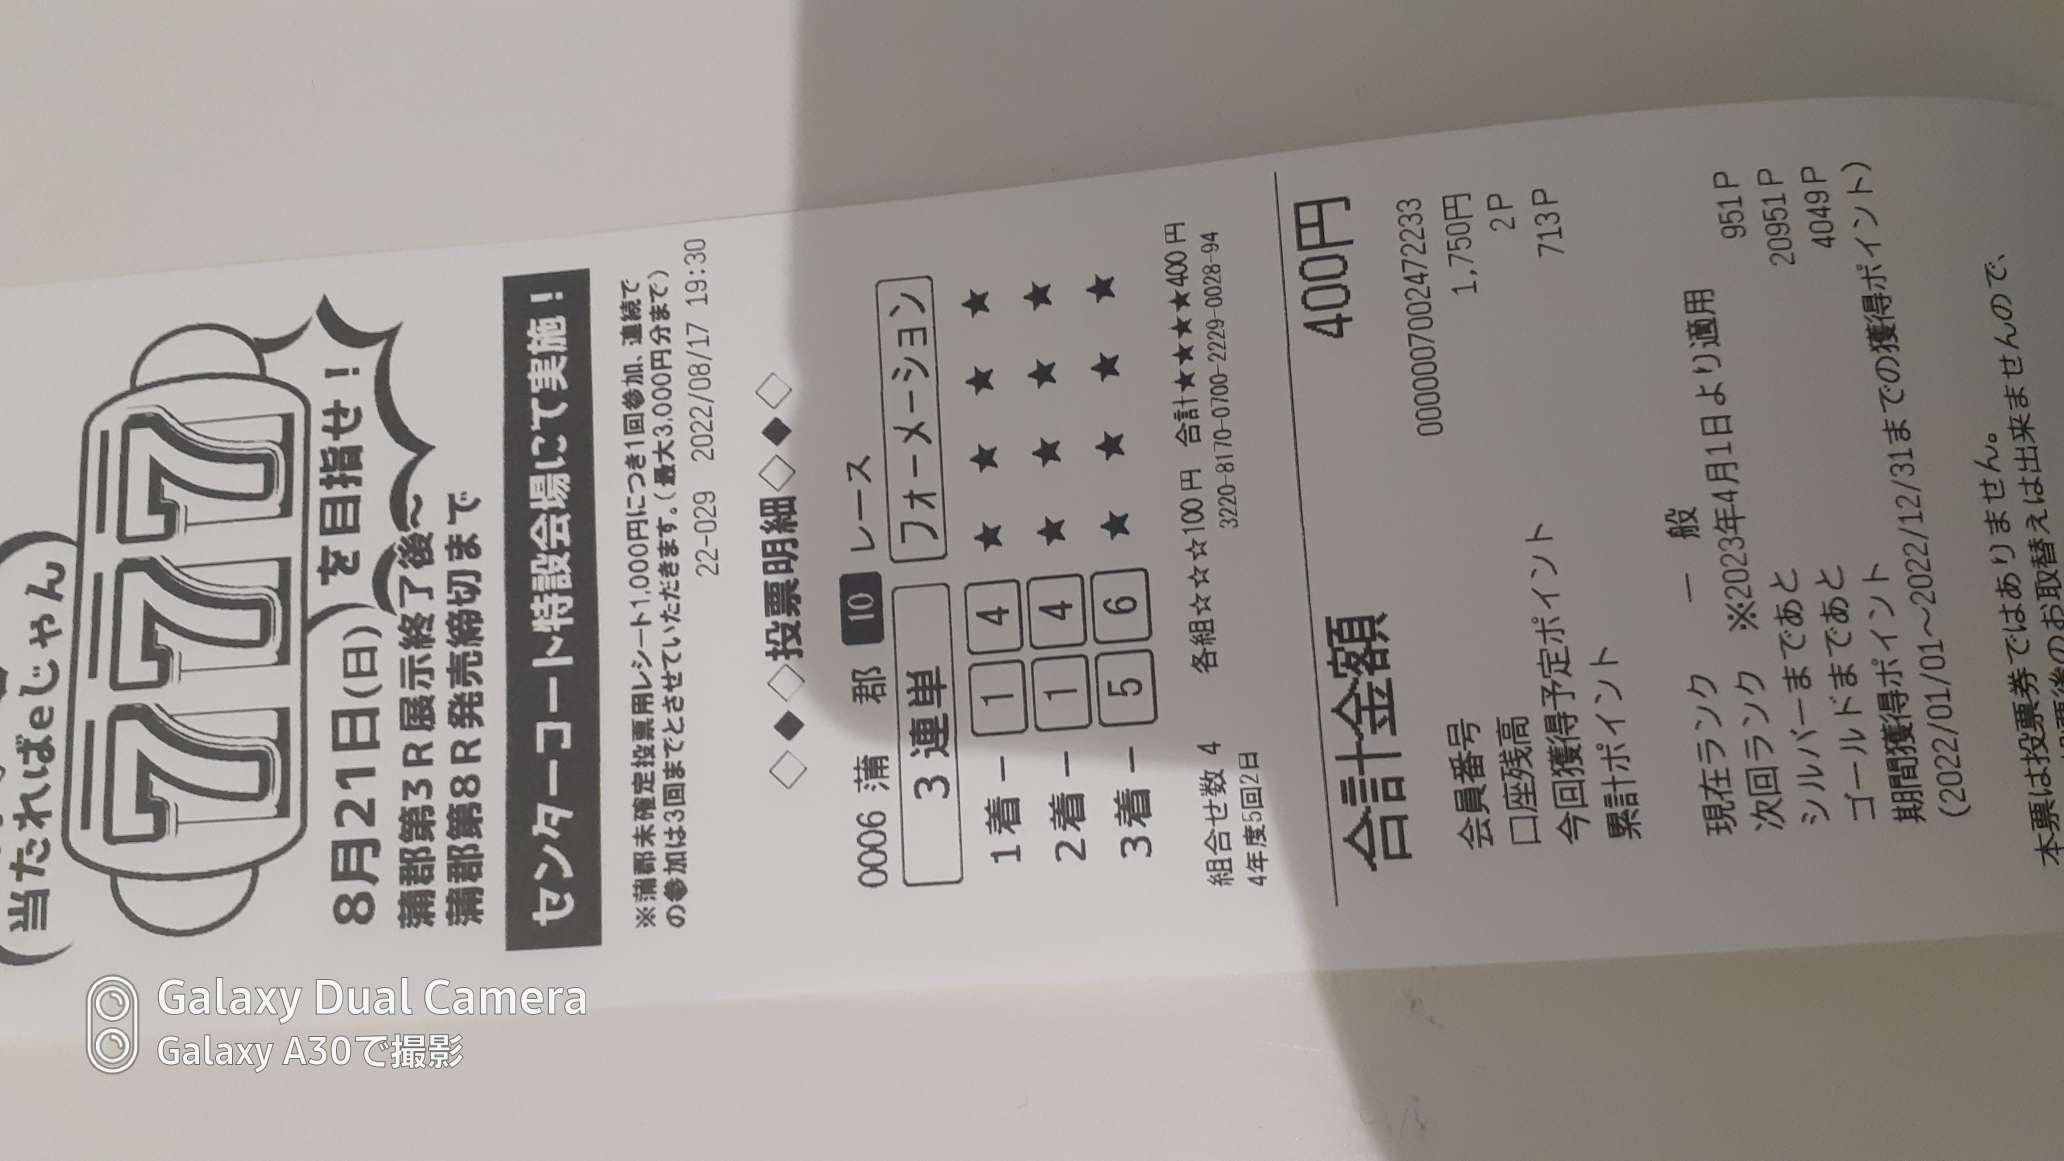 当たればeじゃん
777
を目指せ!
8月21日(日)
蒲郡第3R展示終了後〜
蒲郡第8R発売締切まで
センターコート特設会場にて実施!
※蒲郡未確定投票用レシート1,000円につき1回参加、連続で
の参加は3回までとさせていただきます。(最大3,000円分まで)
22-029 2022/08/17 19:30
◇◆◇投票明細◇◆◇
0006 蒲 郡 10 レース
3連単 フォーメーション
1着 − 1 4 ★ ★ ★ ★
2着 − 1 4 ★ ★ ★ ★
3着 − 5 6 ★ ★ ★ ★
組合せ数 4 各組☆☆☆100円 合計★★★★400円
4年度5回2日 3220-8170-0700-2229-0028-94
合計金額 400円
会員番号 0000007002472233
口座残高 1,750円
今回獲得予定ポイント 2P
累計ポイント 713P
現在ランク 一 般
次回ランク ※2023年4月1日より適用
シルバーまであと 951P
ゴールドまであと 20951P
期間獲得ポイント 4049P
(2022/01/01〜2022/12/31までの獲得ポイント)
本票は投票券ではありません。
後のお取替えは出来ませんので、
Galaxy Dual Camera
Galaxy A30で撮影